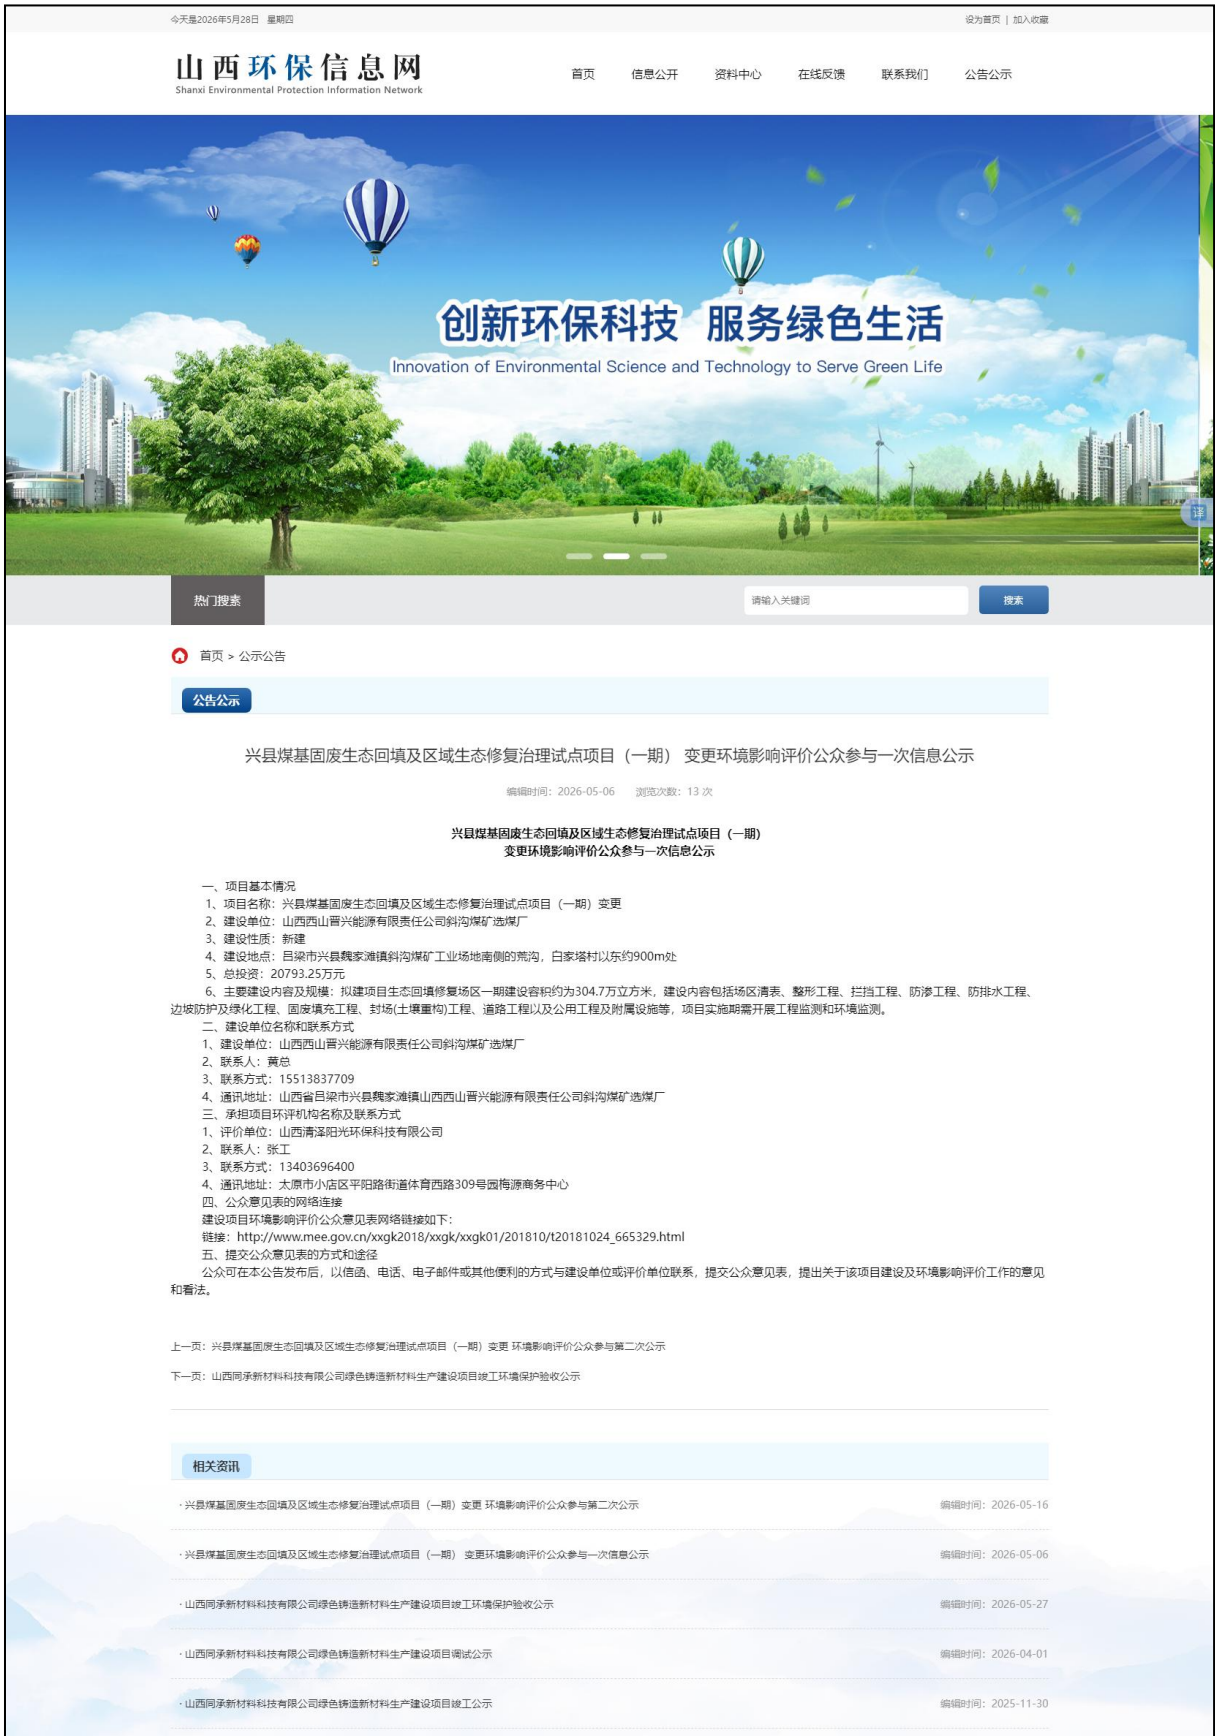 今天是2026年5月28日 星期四
设为首页 | 加入收藏
山西环保信息网
Shanxi Environmental Protection Information Network
首页 信息公开 资料中心 在线反馈 联系我们 公告公示
创新环保科技 服务绿色生活
Innovation of Environmental Science and Technology to Serve Green Life
译
热门搜素
请输入关键词
搜索
首页 > 公示公告
公告公示
兴县煤基固废生态回填及区域生态修复治理试点项目（一期） 变更环境影响评价公众参与一次信息公示
编辑时间：2026-05-06 浏览次数：13 次
兴县煤基固废生态回填及区域生态修复治理试点项目（一期）
变更环境影响评价公众参与一次信息公示
一、项目基本情况
1、项目名称：兴县煤基固废生态回填及区域生态修复治理试点项目（一期）变更
2、建设单位：山西西山晋兴能源有限责任公司斜沟煤矿选煤厂
3、建设性质：新建
4、建设地点：吕梁市兴县魏家滩镇斜沟煤矿工业场地南侧的荒沟，白家塔村以东约900m处
5、总投资：20793.25万元
6、主要建设内容及规模：拟建项目生态回填修复场区一期建设容积约为304.7万立方米，建设内容包括场区清表、整形工程、拦挡工程、防渗工程、防排水工程、
边坡防护及绿化工程、固废填充工程、封场(土壤重构)工程、道路工程以及公用工程及附属设施等，项目实施期需开展工程监测和环境监测。
二、建设单位名称和联系方式
1、建设单位：山西西山晋兴能源有限责任公司斜沟煤矿选煤厂
2、联系人：黄总
3、联系方式：15513837709
4、通讯地址：山西省吕梁市兴县魏家滩镇山西西山晋兴能源有限责任公司斜沟煤矿选煤厂
三、承担项目环评机构名称及联系方式
1、评价单位：山西清泽阳光环保科技有限公司
2、联系人：张工
3、联系方式：13403696400
4、通讯地址：太原市小店区平阳路街道体育西路309号园梅源商务中心
四、公众意见表的网络连接
建设项目环境影响评价公众意见表网络链接如下：
链接：http://www.mee.gov.cn/xxgk2018/xxgk/xxgk01/201810/t20181024_665329.html
五、提交公众意见表的方式和途径
公众可在本公告发布后，以信函、电话、电子邮件或其他便利的方式与建设单位或评价单位联系，提交公众意见表，提出关于该项目建设及环境影响评价工作的意见
和看法。
上一页：兴县煤基固废生态回填及区域生态修复治理试点项目（一期）变更 环境影响评价公众参与第二次公示
下一页：山西同承新材料科技有限公司绿色铸造新材料生产建设项目竣工环境保护验收公示
相关资讯
· 兴县煤基固废生态回填及区域生态修复治理试点项目（一期）变更 环境影响评价公众参与第二次公示 编辑时间：2026-05-16
· 兴县煤基固废生态回填及区域生态修复治理试点项目（一期） 变更环境影响评价公众参与一次信息公示 编辑时间：2026-05-06
· 山西同承新材料科技有限公司绿色铸造新材料生产建设项目竣工环境保护验收公示 编辑时间：2026-05-27
· 山西同承新材料科技有限公司绿色铸造新材料生产建设项目调试公示 编辑时间：2026-04-01
· 山西同承新材料科技有限公司绿色铸造新材料生产建设项目竣工公示 编辑时间：2025-11-30